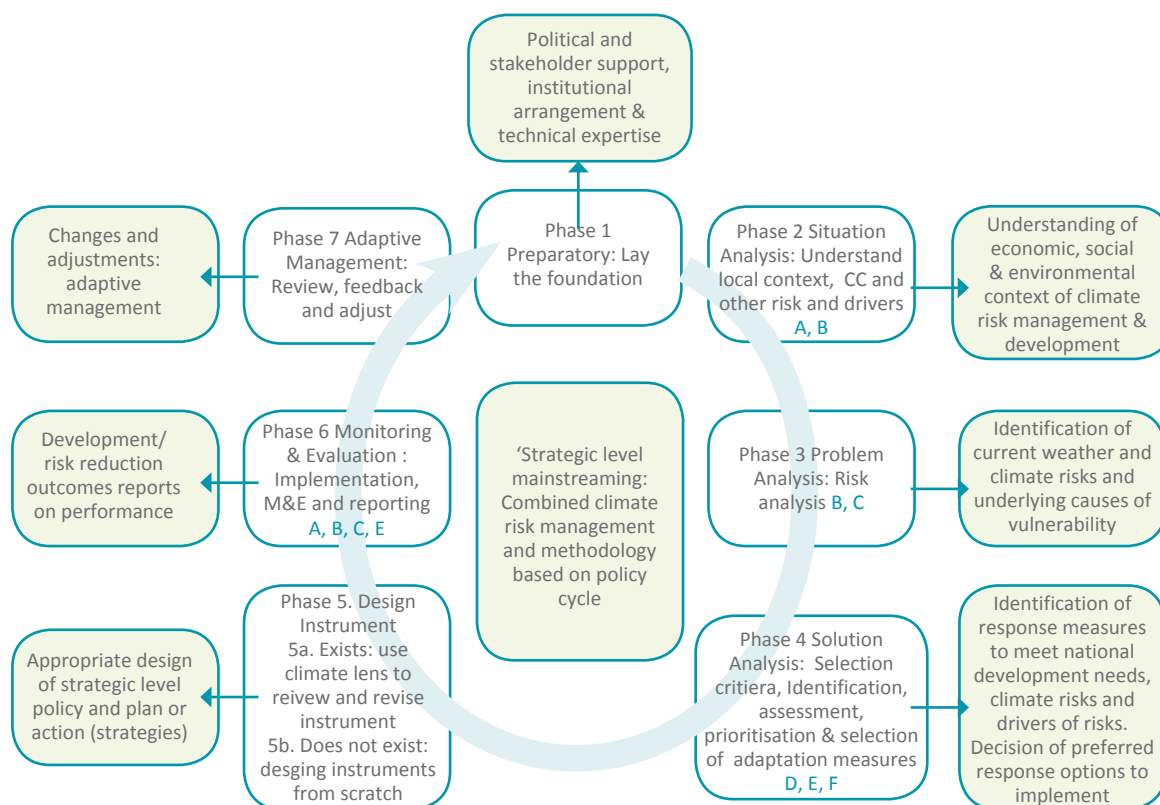 Political and
stakeholder support,
institutional
arrangement &
technical expertise
Changes and
adjustments:
adaptive
management
Phase 7 Adaptive
Management:
Review, feedback
and adjust
Phase 1
Preparatory: Lay
the foundation
Phase 2 Situation
Analysis: Understand
local context, CC and
other risk and drivers
A, B
Understanding of
economic, social
& environmental
context of climate
risk management &
development
Development/
risk reduction
outcomes reports
on performance
Phase 6 Monitoring
& Evaluation :
Implementation,
M&E and reporting
A, B, C, E
‘Strategic level
mainstreaming:
Combined climate
risk management
and methodology
based on policy
cycle
Phase 3 Problem
Analysis: Risk
analysis B, C
Identification of
current weather and
climate risks and
underlying causes of
vulnerability
Appropriate design
of strategic level
policy and plan or
action (strategies)
Phase 5. Design
Instrument
5a. Exists: use
climate lens to
reivew and revise
instrument
5b. Does not exist:
desging instruments
from scratch
Phase 4 Solution
Analysis: Selection
critiera, Identification,
assessment,
prioritisation & selection
of adaptation measures
D, E, F
Identification of
response measures
to meet national
development needs,
climate risks and
drivers of risks.
Decision of preferred
response options to
implement